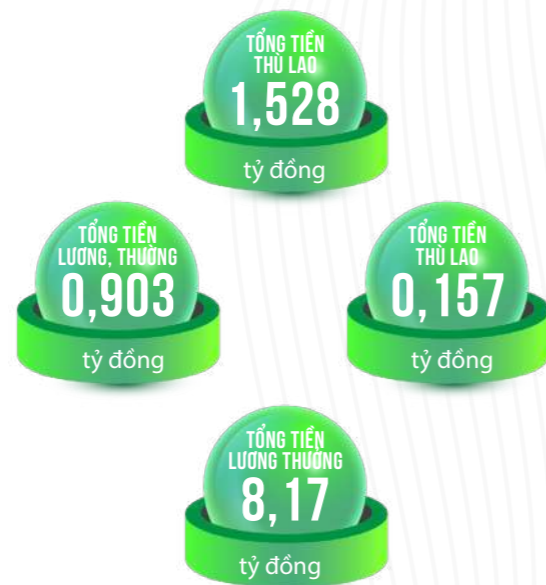 TỔNG TIỀN
THÙ LAO
1,528
tỷ đồng
TỔNG TIỀN
LƯƠNG, THƯỜNG
0,903
tỷ đồng
TỔNG TIỀN
THÙ LAO
0,157
tỷ đồng
TỔNG TIỀN
LƯƠNG THƯỞNG
8,17
tỷ đồng